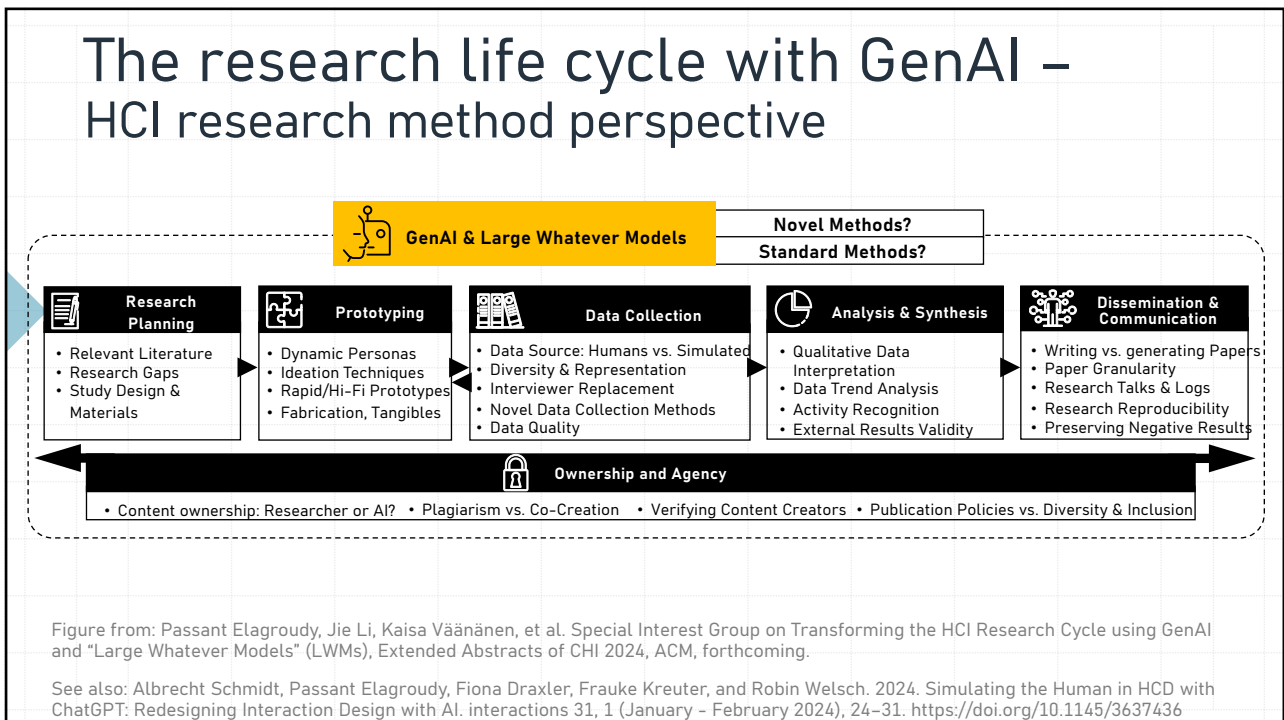 The research life cycle with GenAI –
HCI research method perspective
GenAI & Large Whatever Models
Novel Methods?
Standard Methods?
Research
Planning
• Relevant Literature
• Research Gaps
• Study Design &
Materials
Prototyping
• Dynamic Personas
• Ideation Techniques
• Rapid/Hi-Fi Prototypes
• Fabrication, Tangibles
Data Collection
• Data Source: Humans vs. Simulated
• Diversity & Representation
• Interviewer Replacement
• Novel Data Collection Methods
• Data Quality
Analysis & Synthesis
• Qualitative Data
Interpretation
• Data Trend Analysis
• Activity Recognition
• External Results Validity
Dissemination &
Communication
• Writing vs. generating Papers
• Paper Granularity
• Research Talks & Logs
• Research Reproducibility
• Preserving Negative Results
Ownership and Agency
• Content ownership: Researcher or AI? • Plagiarism vs. Co-Creation • Verifying Content Creators • Publication Policies vs. Diversity & Inclusion
Figure from: Passant Elagroudy, Jie Li, Kaisa Väänänen, et al. Special Interest Group on Transforming the HCI Research Cycle using GenAI
and “Large Whatever Models” (LWMs), Extended Abstracts of CHI 2024, ACM, forthcoming.
See also: Albrecht Schmidt, Passant Elagroudy, Fiona Draxler, Frauke Kreuter, and Robin Welsch. 2024. Simulating the Human in HCD with
ChatGPT: Redesigning Interaction Design with AI. interactions 31, 1 (January - February 2024), 24–31. https://doi.org/10.1145/3637436